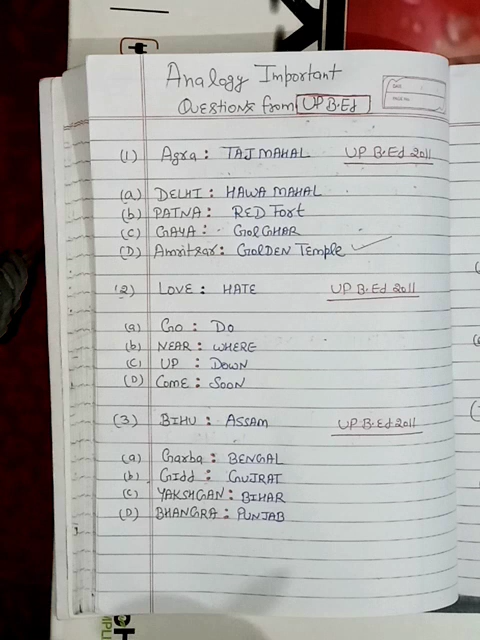 Analogy Important
Questions from UP B.Ed
(1) Agra : TAJ MAHAL UP B.Ed 2011
(a) DELHI : HAWA MAHAL
(b) PATNA : RED Fort
(c) GAYA : GOL GHAR
(D) Amritsar : GOLDEN Temple
(2) LOVE : HATE UP B.Ed 2011
(a) GO : DO
(b) NEAR : WHERE
(C) UP : DOWN
(D) COME : SOON
(3) BIHU : ASSAM UP B.Ed 2011
(a) Garba : BENGAL
(b) Gidd : GUJRAT
(c) YAKSHGAN : BIHAR
(D) BHANGRA : PUNJAB